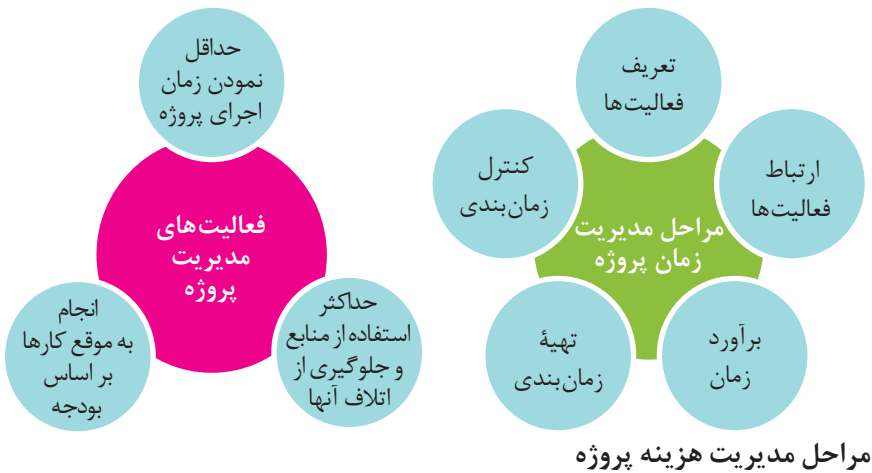 تعریف
فعالیت‌ها
ارتباط
فعالیت‌ها
برآورد
زمان
تهیۀ
زمان‌بندی
کنترل
زمان‌بندی
مراحل مدیریت
زمان پروژه
حداقل
نمودن زمان
اجرای پروژه
حداکثر
استفاده از منابع
و جلوگیری از
اتلاف آنها
انجام
به موقع کارها
بر اساس
بودجه
فعالیت‌های
مدیریت
پروژه
مراحل مدیریت هزینه پروژه